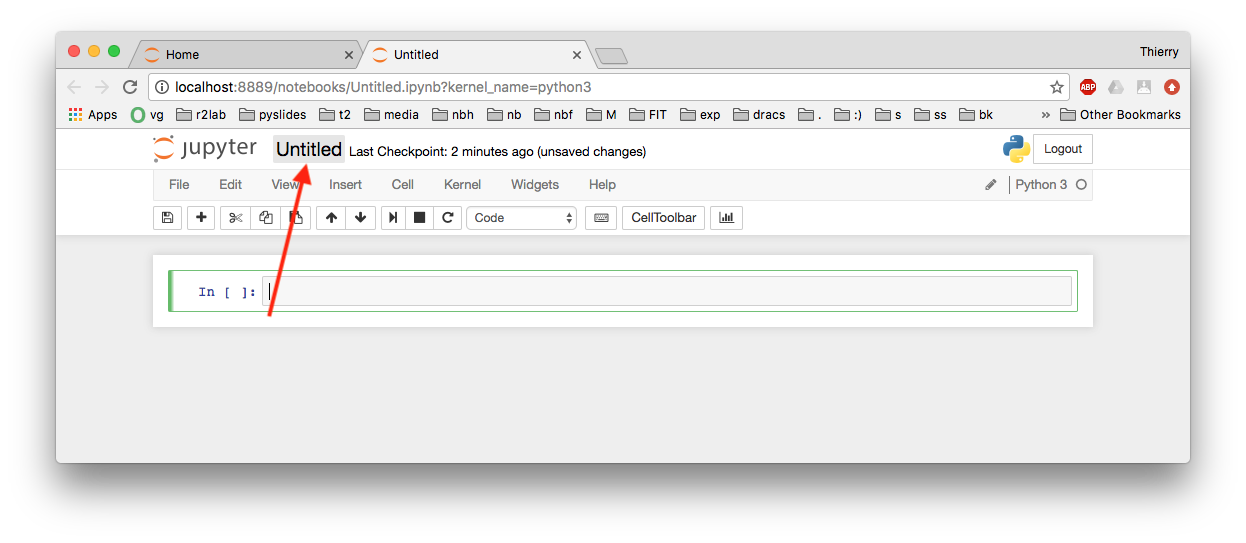 Home Untitled Thierry
localhost:8889/notebooks/Untitled.ipynb?kernel_name=python3 ABP
Apps vg r2lab pyslides t2 media nbh nb nbf M FIT exp dracs . :) s ss bk » Other Bookmarks
jupyter Untitled Last Checkpoint: 2 minutes ago (unsaved changes) Logout
File Edit View Insert Cell Kernel Widgets Help Python 3
Code CellToolbar
In [ ]: